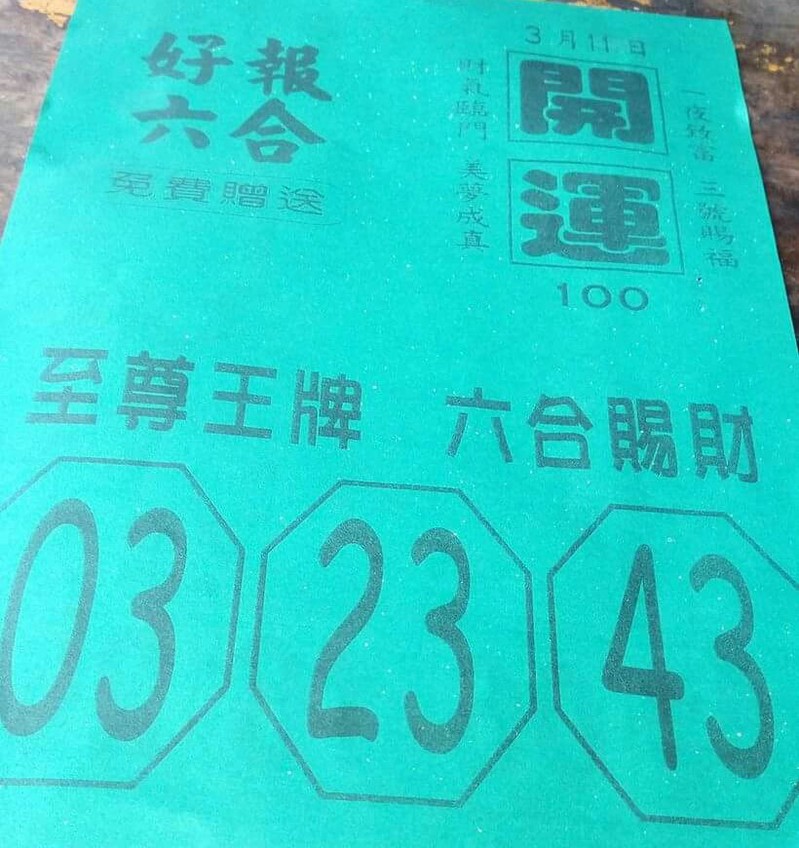 好報
六合
免費贈送
3月11日
財氣臨門 美夢成真
開運
一夜致富 三號賜福
100
至尊王牌 六合賜財
03 23 43